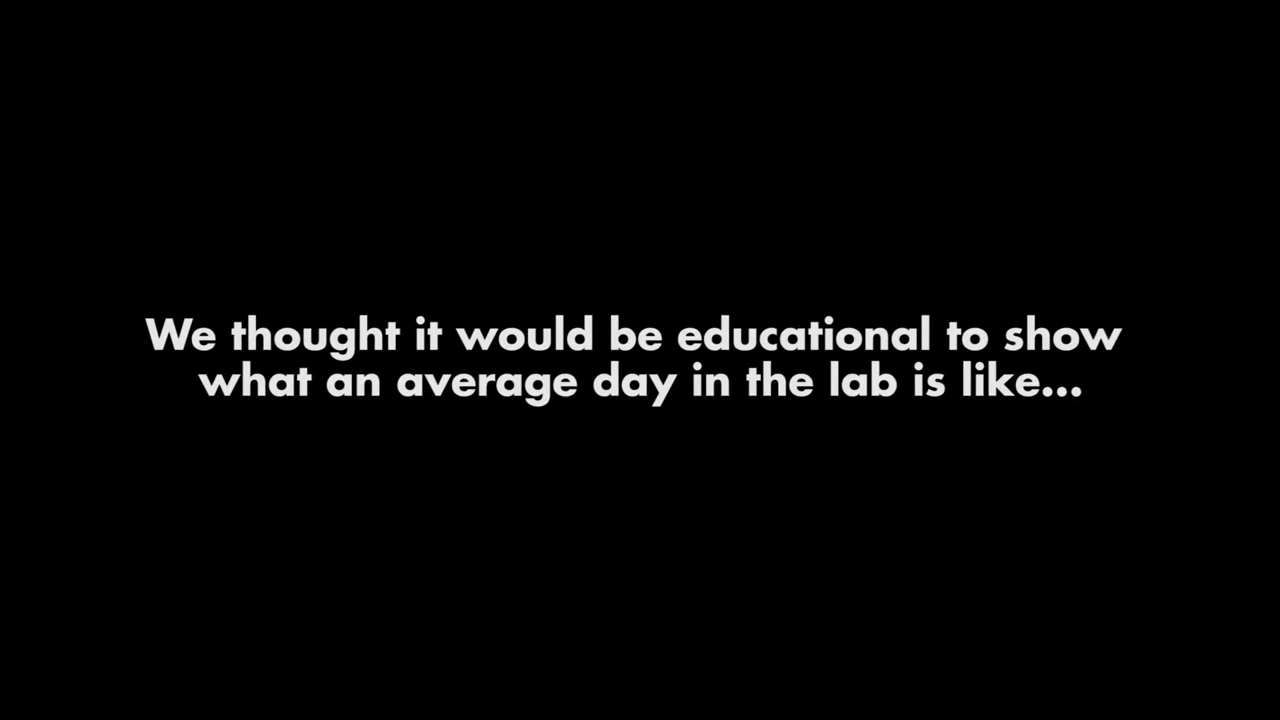 We thought it would be educational to show
what an average day in the lab is like...